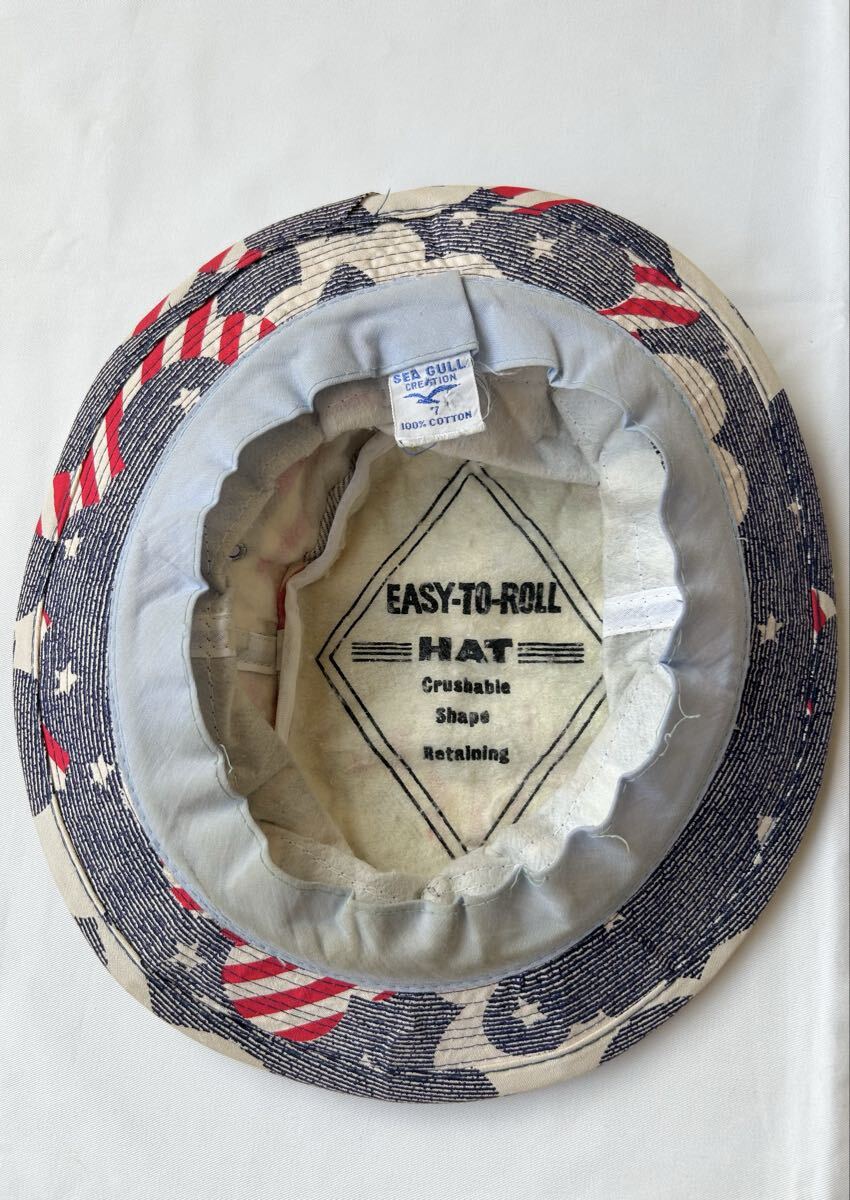 SEA GULL
CREATION
7
100% COTTON
EASY-TO-ROLL
HAT
Crushable
Shape
Retaining